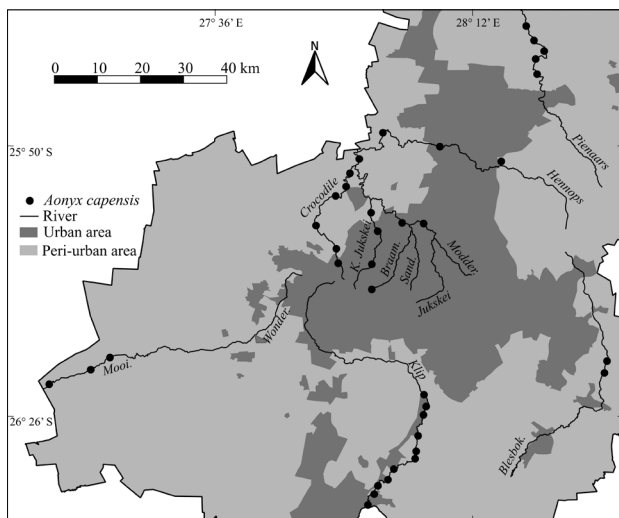 27° 36´ E
28° 12´ E
N
0 10 20 30 40 km
25° 50´ S
Pienaars
Hennops
Aonyx capensis
River
Urban area
Peri-urban area
Crocodile
K. Jukskei
Braam.
Sand.
Modder.
Jukskei
Wonder.
Mooi.
Klip
26° 26´ S
Blesbok.